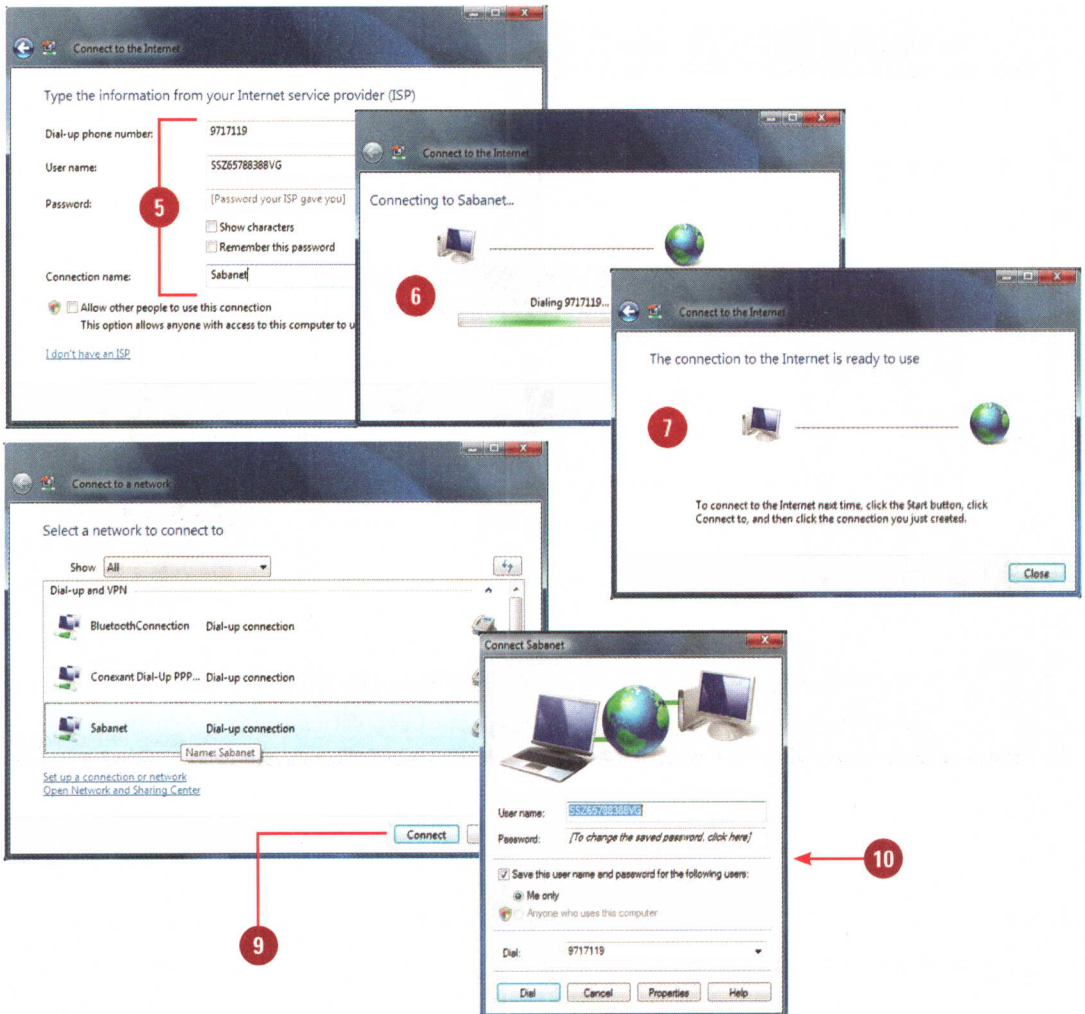 Connect to the Internet
Type the information from your Internet service provider (ISP)
Dial-up phone number:
9717119
User name:
SSZ65788388VG
Password:
[Password your ISP gave you]
Show characters
Remember this password
Connection name:
Sabanet
5
Allow other people to use this connection
This option allows anyone with access to this computer to u
I don't have an ISP
Connect to the Internet
Connecting to Sabanet...
6
Dialing 9717119...
Connect to the Internet
The connection to the Internet is ready to use
7
To connect to the Internet next time, click the Start button, click
Connect to, and then click the connection you just created.
Close
Connect to a network
Select a network to connect to
Show All
Dial-up and VPN
BluetoothConnection Dial-up connection
Conexant Dial-Up PPP... Dial-up connection
Sabanet Dial-up connection
Name: Sabanet
Set up a connection or network
Open Network and Sharing Center
Connect
9
Connect Sabanet
User name: SSZ65788388VG
Password: [To change the saved password, click here]
Save this user name and password for the following users:
Me only
Anyone who uses this computer
Dial: 9717119
Dial Cancel Properties Help
10